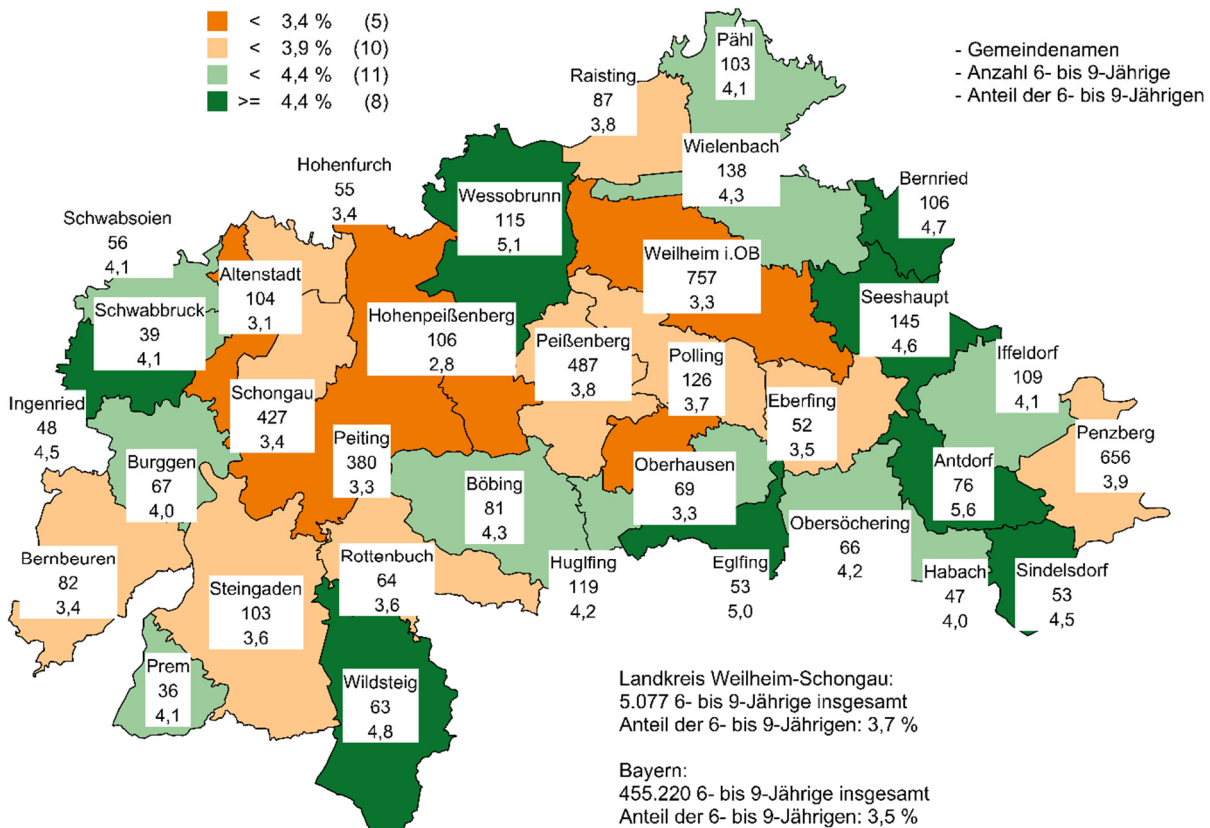 < 3,4 % (5)
< 3,9 % (10)
< 4,4 % (11)
>= 4,4 % (8)
- Gemeindenamen
- Anzahl 6- bis 9-Jährige
- Anteil der 6- bis 9-Jährigen
Pähl
103
4,1
Raisting
87
3,8
Wielenbach
138
4,3
Hohenfurch
55
3,4
Wessobrunn
115
5,1
Bernried
106
4,7
Schwabsoien
56
4,1
Altenstadt
104
3,1
Weilheim i.OB
757
3,3
Schwabbruck
39
4,1
Hohenpeißenberg
106
2,8
Seeshaupt
145
4,6
Peißenberg
487
3,8
Polling
126
3,7
Iffeldorf
109
4,1
Ingenried
48
4,5
Schongau
427
3,4
Eberfing
52
3,5
Penzberg
656
3,9
Burggen
67
4,0
Peiting
380
3,3
Böbing
81
4,3
Oberhausen
69
3,3
Antdorf
76
5,6
Obersöchering
66
4,2
Bernbeuren
82
3,4
Steingaden
103
3,6
Rottenbuch
64
3,6
Huglfing
119
4,2
Eglfing
53
5,0
Habach
47
4,0
Sindelsdorf
53
4,5
Prem
36
4,1
Wildsteig
63
4,8
Landkreis Weilheim-Schongau:
5.077 6- bis 9-Jährige insgesamt
Anteil der 6- bis 9-Jährigen: 3,7 %
Bayern:
455.220 6- bis 9-Jährige insgesamt
Anteil der 6- bis 9-Jährigen: 3,5 %